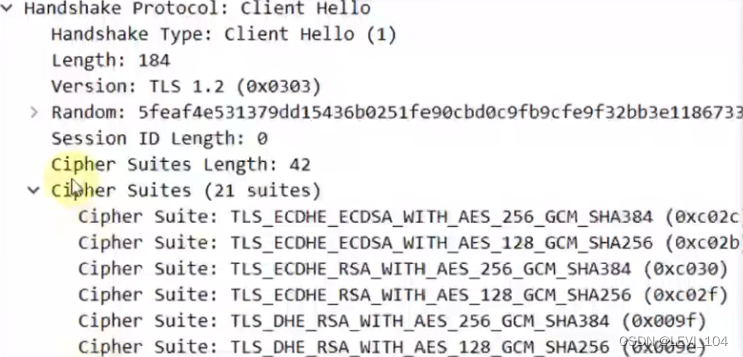 Handshake Protocol: Client Hello
Handshake Type: Client Hello (1)
Length: 184
Version: TLS 1.2 (0x0303)
Random: 5feaf4e531379dd15436b0251fe90cbd0c9fb9cfe9f32bb3e1186733
Session ID Length: 0
Cipher Suites Length: 42
Cipher Suites (21 suites)
Cipher Suite: TLS_ECDHE_ECDSA_WITH_AES_256_GCM_SHA384 (0xc02c
Cipher Suite: TLS_ECDHE_ECDSA_WITH_AES_128_GCM_SHA256 (0xc02b
Cipher Suite: TLS_ECDHE_RSA_WITH_AES_256_GCM_SHA384 (0xc030)
Cipher Suite: TLS_ECDHE_RSA_WITH_AES_128_GCM_SHA256 (0xc02f)
Cipher Suite: TLS_DHE_RSA_WITH_AES_256_GCM_SHA384 (0x009f)
Cipher Suite: TLS_DHE_RSA_WITH_AES_128_GCM_SHA256 (0x009e)
CSDN @LEVI_104